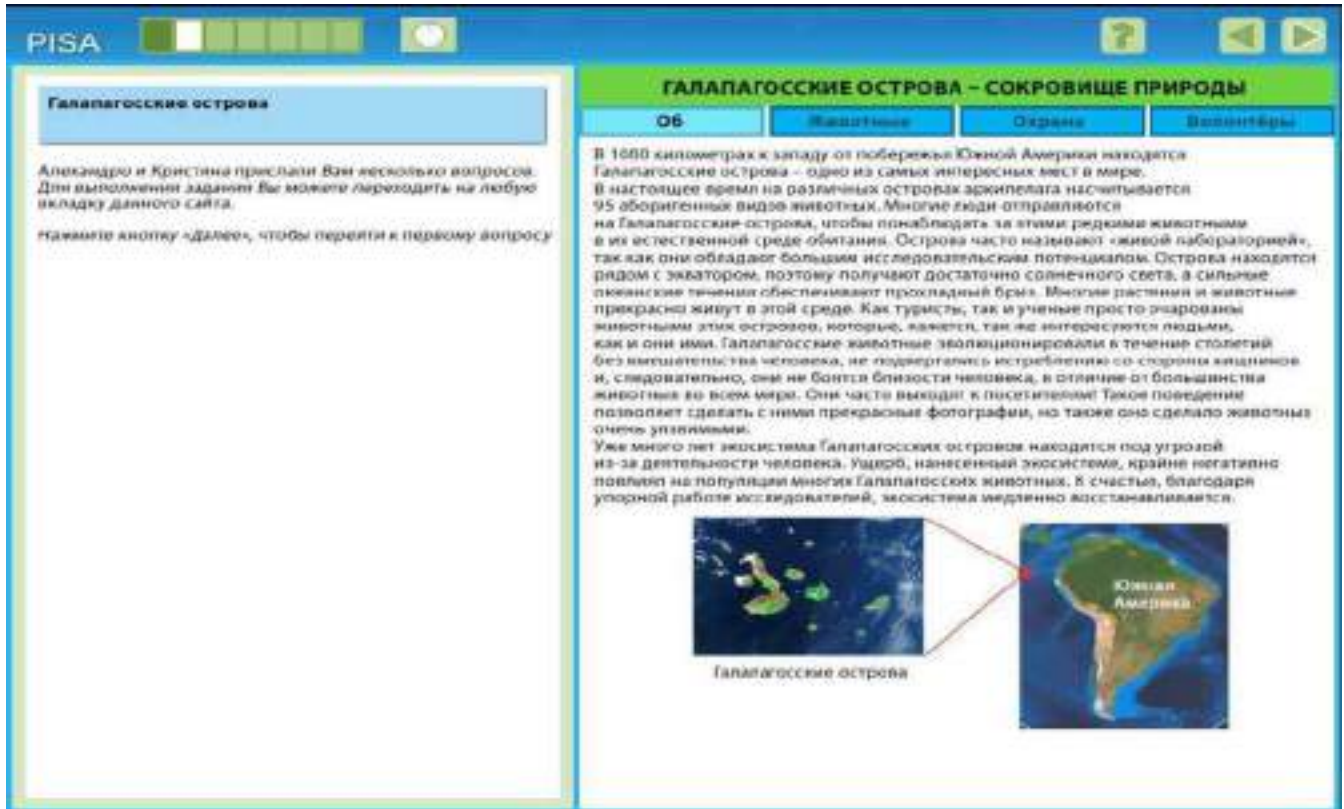 PISA
?
Галапагосские острова
Алехандро и Кристина прислали Вам несколько вопросов.
Для выполнения задания Вы можете переходить на любую
вкладку данного сайта.
Нажмите кнопку «Далее», чтобы перейти к первому вопросу
ГАЛАПАГОССКИЕ ОСТРОВА – СОКРОВИЩЕ ПРИРОДЫ
Об Животные Охрана Волонтёры
В 1600 километрах к западу от побережья Южной Америки находятся
Галапагосские острова – одно из самых интересных мест в мире.
В настоящее время на различных островах архипелага насчитывается
95 аборигенных видов животных. Многие люди отправляются
на Галапагосские острова, чтобы понаблюдать за этими редкими животными
в их естественной среде обитания. Острова часто называют «живой лабораторией»,
так как они обладают большим исследовательским потенциалом. Острова находятся
рядом с экватором, поэтому получают достаточно солнечного света, а сильные
океанские течения обеспечивают прохладный бриз. Многие растения и животные
прекрасно живут в этой среде. Как туристы, так и ученые просто очарованы
животными этих островов, которые, кажется, так же интересуются людьми,
как и они ими. Галапагосские животные эволюционировали в течение столетий
без вмешательства человека, не подвергались истреблению со стороны хищников
и, следовательно, они не боятся близости человека, в отличие от большинства
животных во всем мире. Они часто выходят к посетителям! Такое поведение
позволяет сделать с ними прекрасные фотографии, но также оно сделало животных
очень уязвимыми.
Уже много лет экосистема Галапагосских островов находится под угрозой
из-за деятельности человека. Ущерб, нанесенный экосистеме, крайне негативно
повлиял на популяции многих Галапагосских животных. К счастью, благодаря
упорной работе исследователей, экосистема медленно восстанавливается.
Южная
Америка
Галапагосские острова